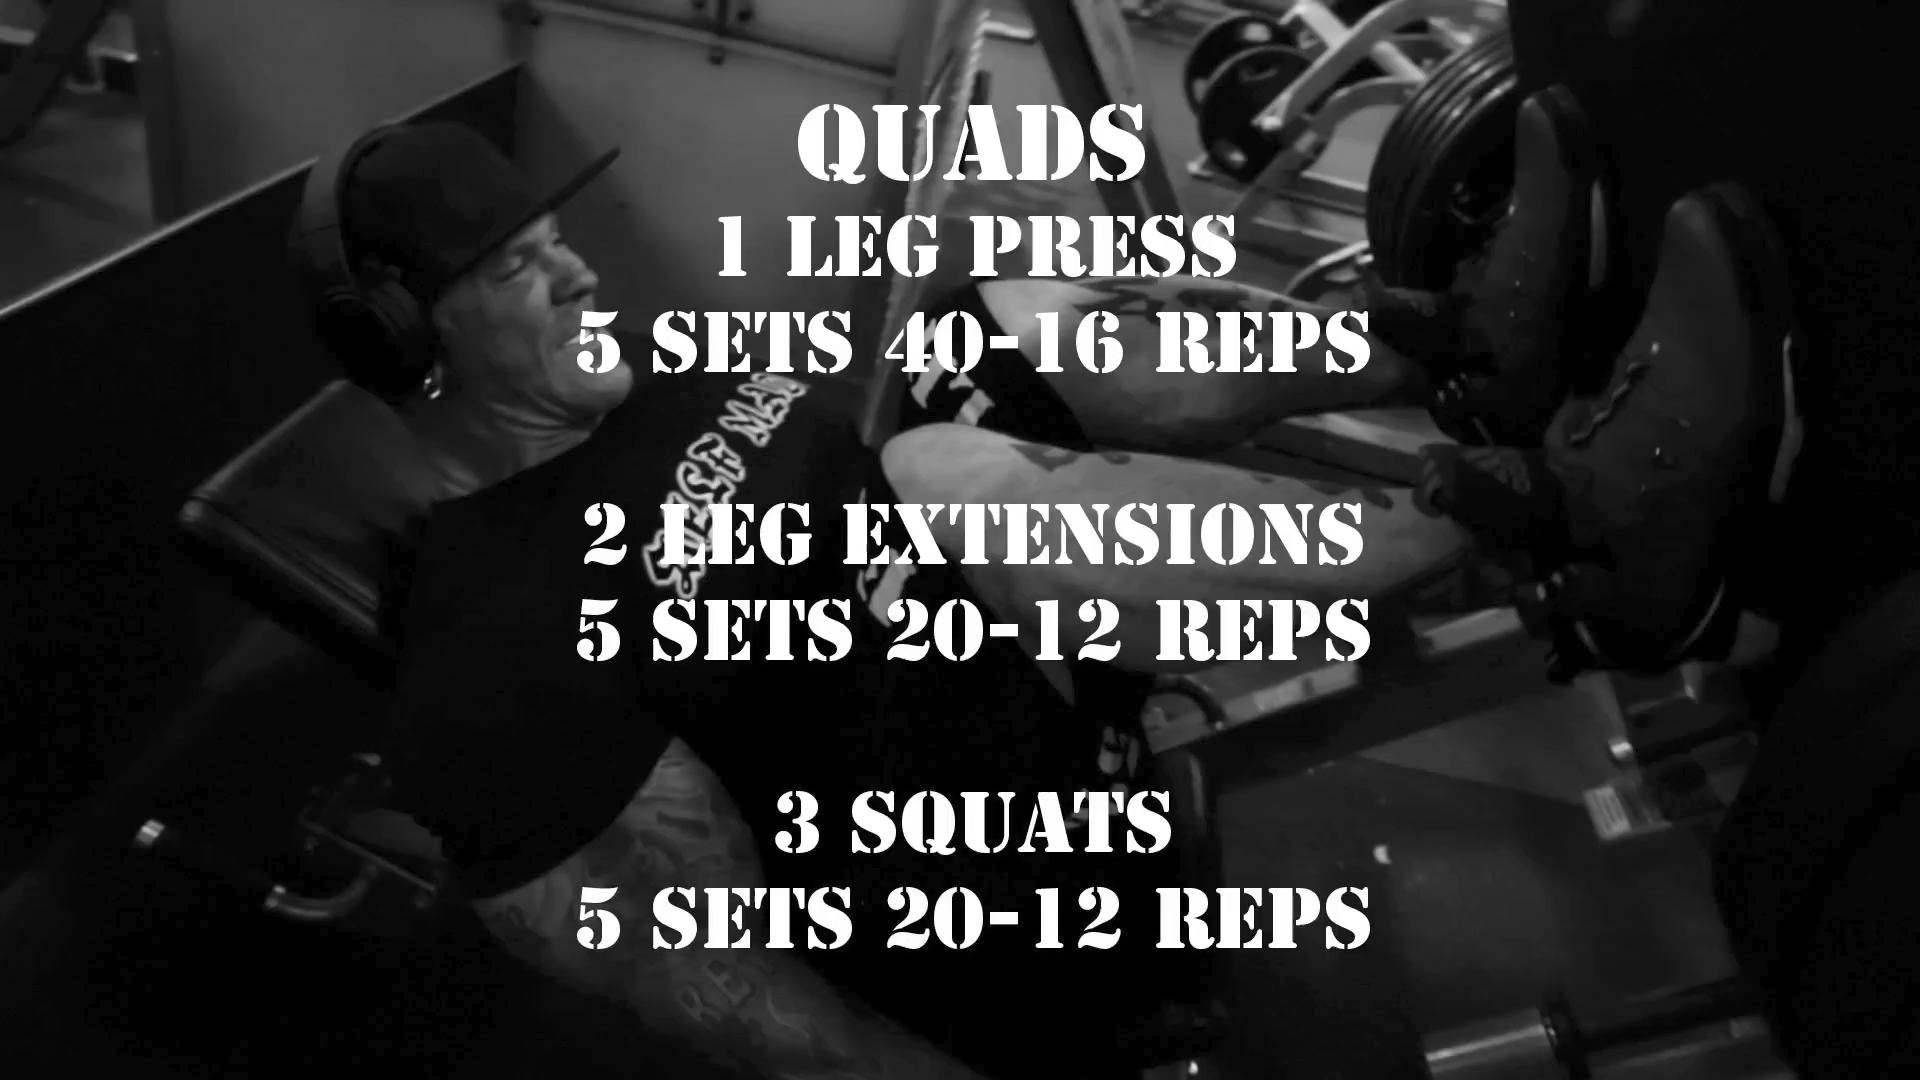 QUADS
1 LEG PRESS
5 SETS 40-16 REPS
2 LEG EXTENSIONS
5 SETS 20-12 REPS
3 SQUATS
5 SETS 20-12 REPS